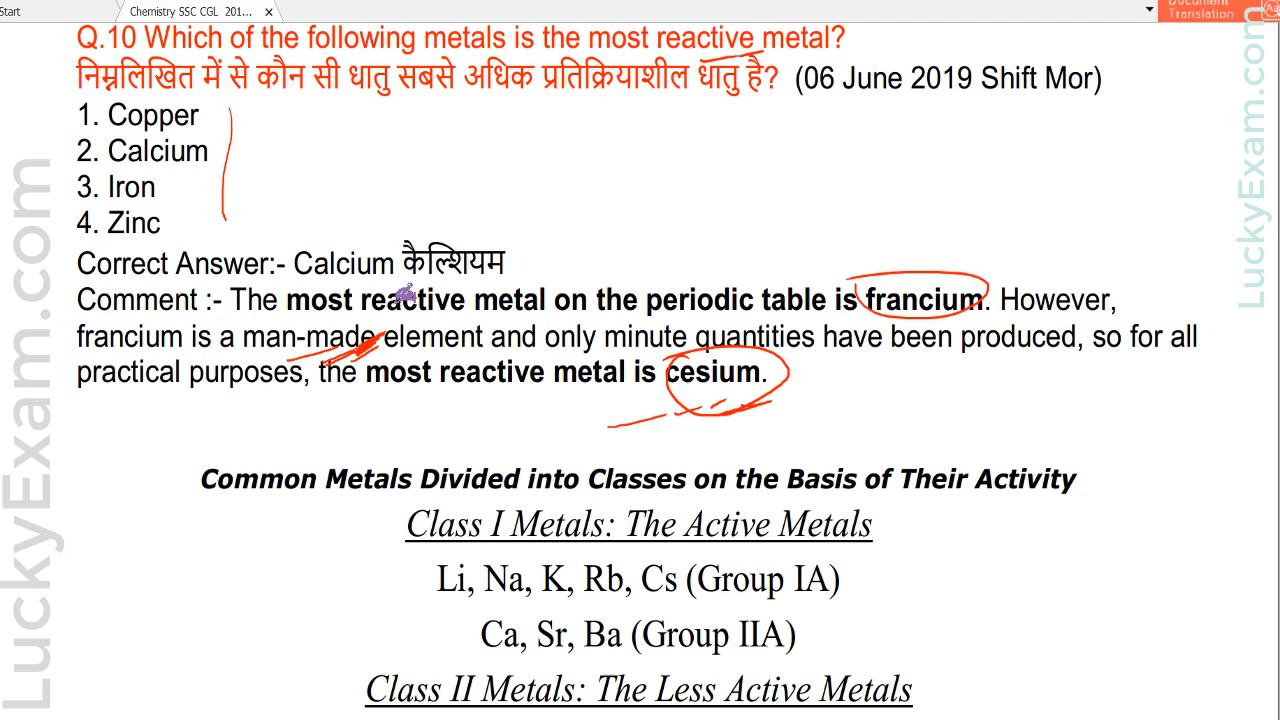 Start
Chemistry SSC CGL 201...
Document
Translation
Q.10 Which of the following metals is the most reactive metal?
निम्नलिखित में से कौन सी धातु सबसे अधिक प्रतिक्रियाशील धातु है? (06 June 2019 Shift Mor)
1. Copper
2. Calcium
3. Iron
4. Zinc
Correct Answer:- Calcium कैल्शियम
Comment :- The most reactive metal on the periodic table is francium. However,
francium is a man-made element and only minute quantities have been produced, so for all
practical purposes, the most reactive metal is cesium.
Common Metals Divided into Classes on the Basis of Their Activity
Class I Metals: The Active Metals
Li, Na, K, Rb, Cs (Group IA)
Ca, Sr, Ba (Group IIA)
Class II Metals: The Less Active Metals
LuckyExam.com
LuckyExam.com